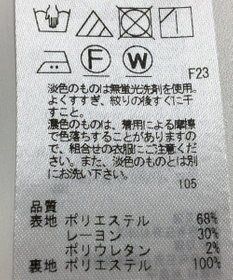 F W F23
淡色のものは無蛍光洗剤を使用。
よくすすぎ、絞りの後すぐに干
すこと。
濃色のものは、着用による摩擦
で色落ちすることがありますの
で、組合せの衣服にご注意くださ
い。また、淡色のものとは別
にお洗い下さい。
105
品質
表地 ポリエステル 68%
レーヨン 30%
ポリウレタン 2%
裏地 ポリエステル 100%